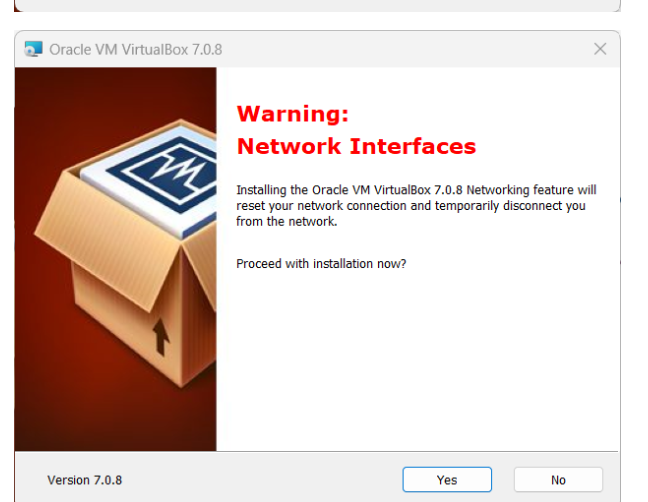 Oracle VM VirtualBox 7.0.8
Warning:
Network Interfaces
Installing the Oracle VM VirtualBox 7.0.8 Networking feature will
reset your network connection and temporarily disconnect you
from the network.
Proceed with installation now?
Version 7.0.8
Yes
No